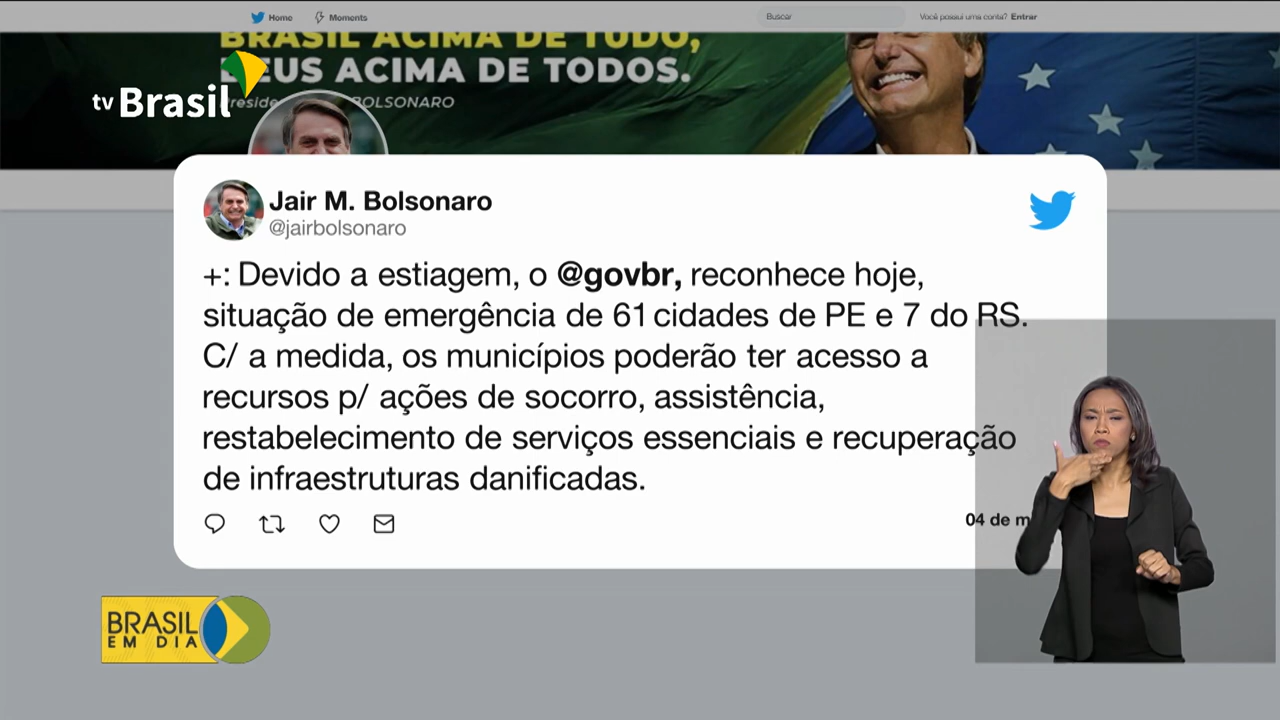 Home
Moments
Buscar
Você possui uma conta? Entrar
BRASIL ACIMA DE TUDO,
DEUS ACIMA DE TODOS.
BOLSONARO
tv Brasil
Jair M. Bolsonaro
@jairbolsonaro
+: Devido a estiagem, o @govbr, reconhece hoje,
situação de emergência de 61 cidades de PE e 7 do RS.
C/ a medida, os municípios poderão ter acesso a
recursos p/ ações de socorro, assistência,
restabelecimento de serviços essenciais e recuperação
de infraestruturas danificadas.
04 de m
BRASIL
EM DIA